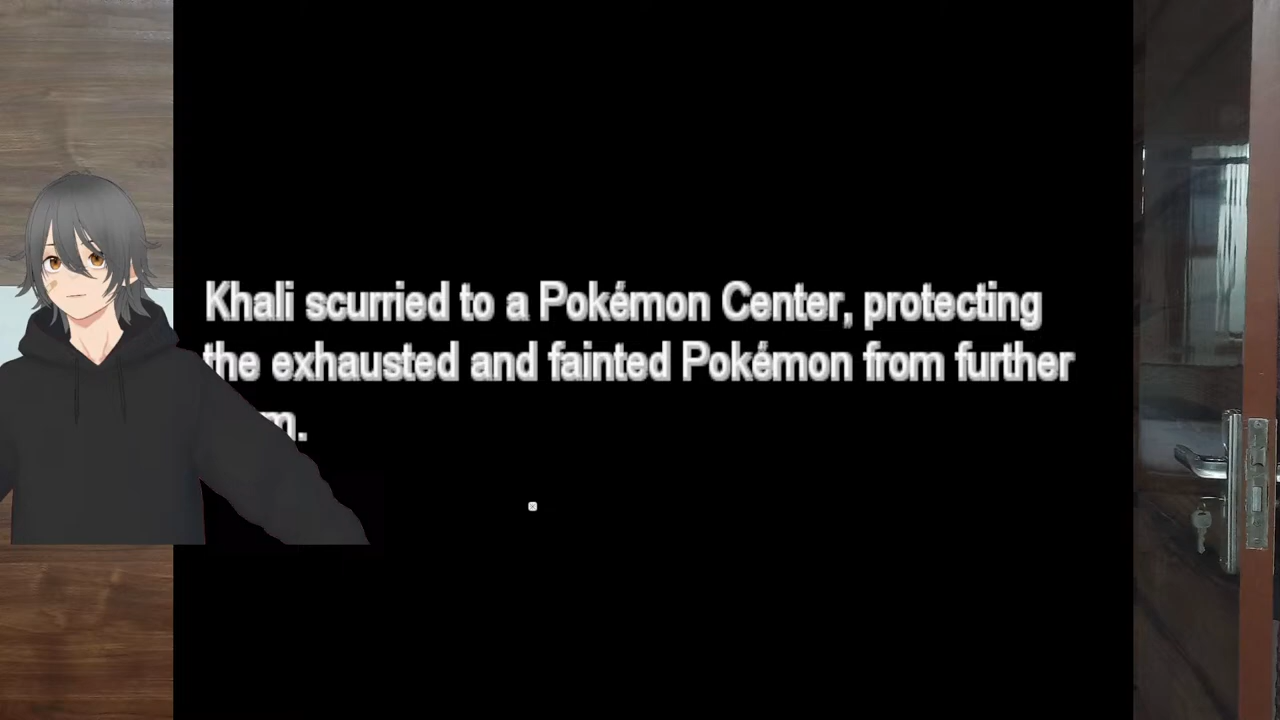 Khali scurried to a Pokémon Center, protecting
the exhausted and fainted Pokémon from further